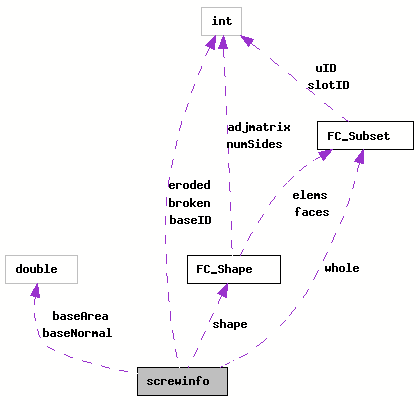 int
uID
slotID
adjmatrix
numSides
FC_Subset
eroded
broken
baseID
elems
faces
double
FC_Shape
whole
baseArea
baseNormal
shape
screwinfo